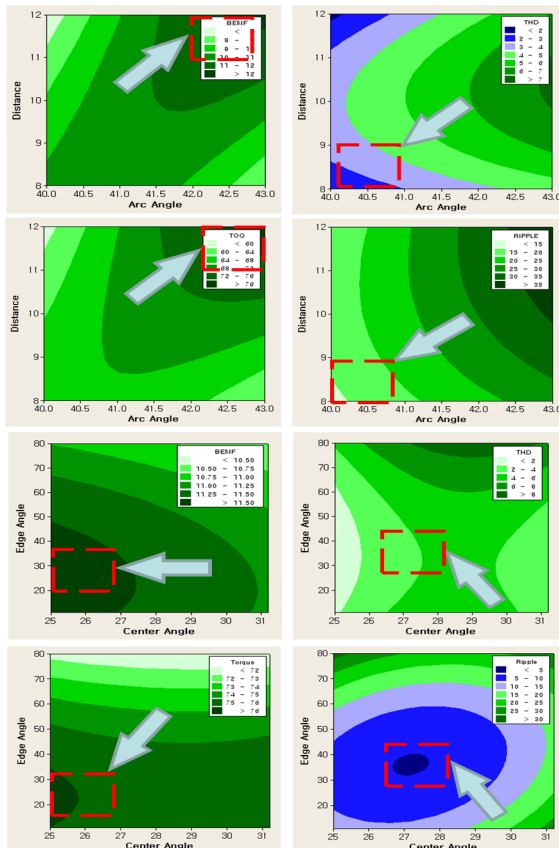 BEMF
<
8 -
9 - 1
10 - 11
11 - 12
> 12
12
11
10
9
8
Distance
40.0 40.5 41.0 41.5 42.0 42.5 43.0
Arc Angle
THD
< 2
2 - 3
3 - 4
4 - 5
5 - 6
6 - 7
> 7
12
11
10
9
8
Distance
40.0 40.5 41.0 41.5 42.0 42.5 43.0
Arc Angle
TOQ
< 60
60 - 64
64 - 68
68 - 72
72 - 76
> 76
12
11
10
9
8
Distance
40.0 40.5 41.0 41.5 42.0 42.5 43.0
Arc Angle
RIPPLE
< 15
15 - 20
20 - 25
25 - 30
30 - 35
> 35
12
11
10
9
8
Distance
40.0 40.5 41.0 41.5 42.0 42.5 43.0
Arc Angle
BEMF
< 10.50
10.50 - 10.75
10.75 - 11.00
11.00 - 11.25
11.25 - 11.50
> 11.50
80
70
60
50
40
30
20
Edge Angle
25 26 27 28 29 30 31
Center Angle
THD
< 2
2 - 4
4 - 6
6 - 8
> 8
80
70
60
50
40
30
20
Edge Angle
25 26 27 28 29 30 31
Center Angle
Torque
< 72
72 - 73
73 - 74
74 - 75
75 - 76
> 76
80
70
60
50
40
30
20
Edge Angle
25 26 27 28 29 30 31
Center Angle
Ripple
< 5
5 - 10
10 - 15
15 - 20
20 - 25
25 - 30
> 30
80
70
60
50
40
30
20
Edge Angle
25 26 27 28 29 30 31
Center Angle